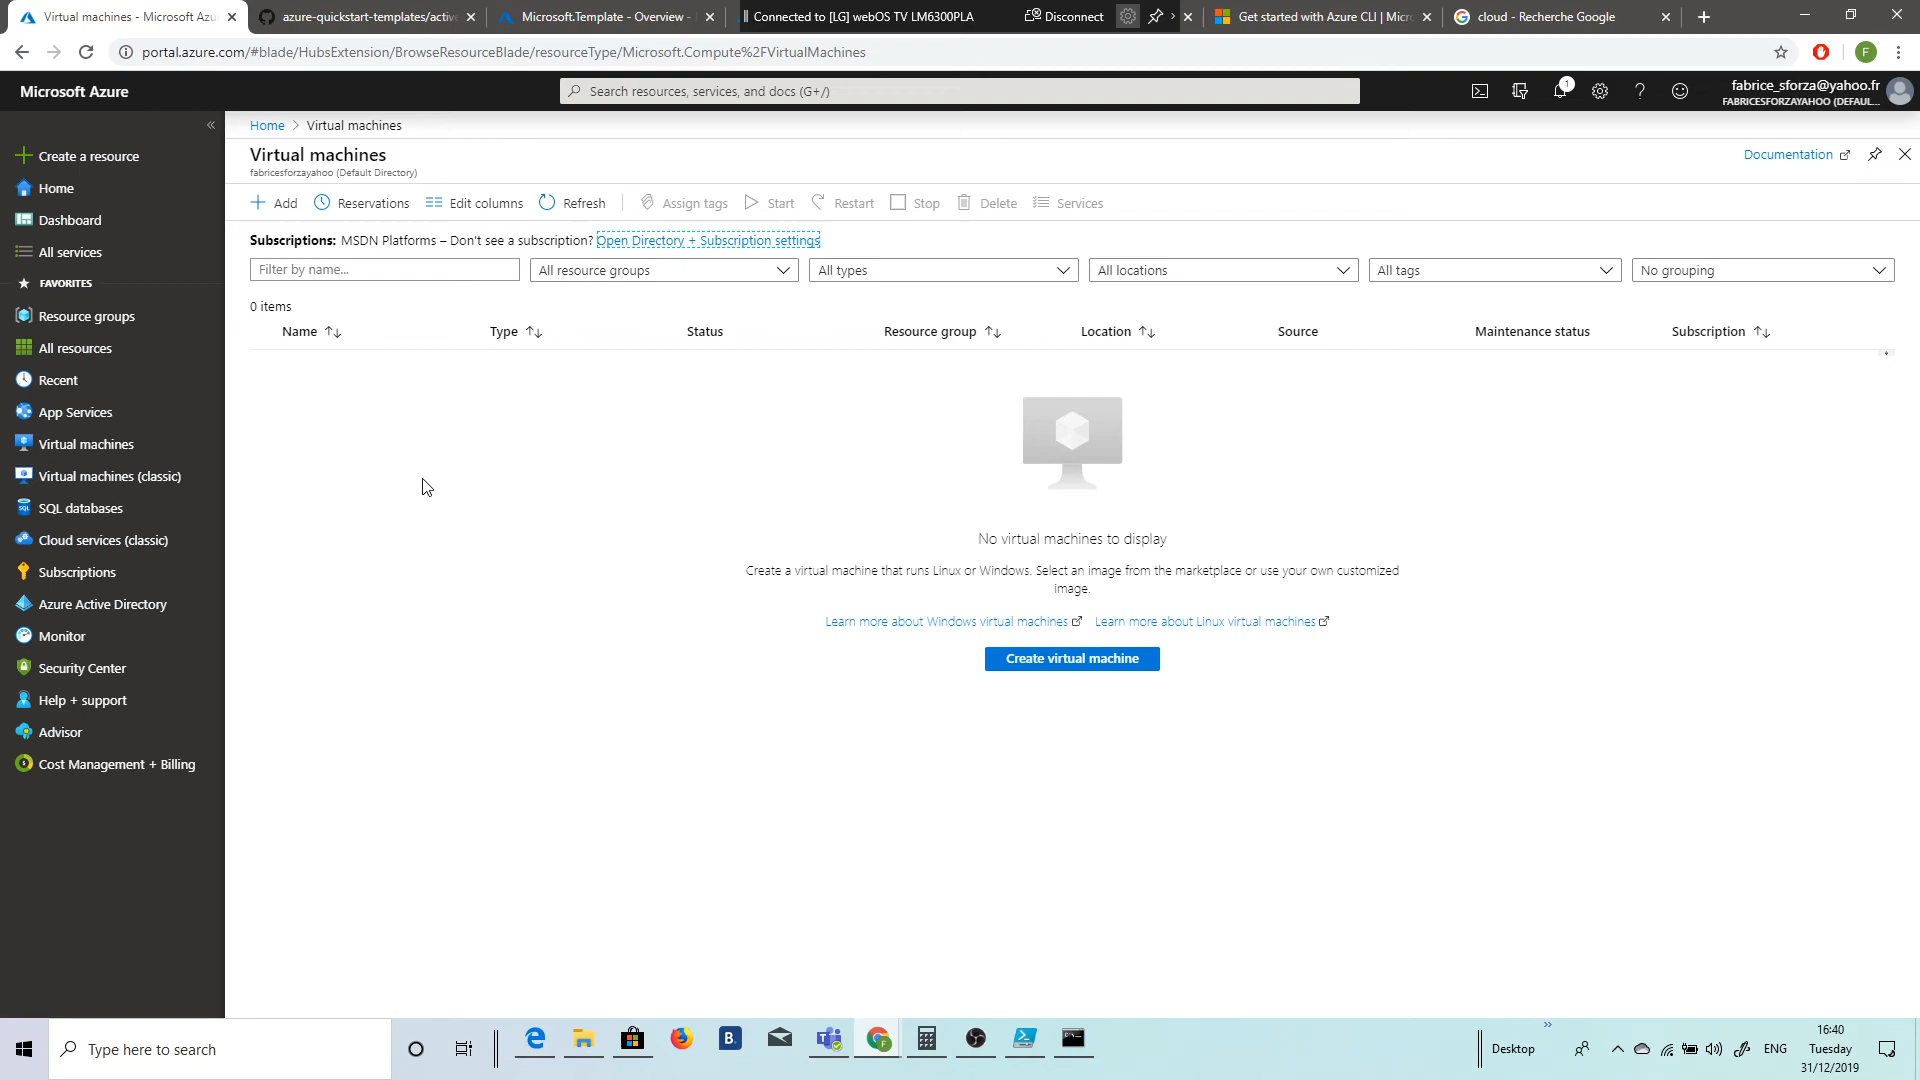 Virtual machines - Microsoft Azu
azure-quickstart-templates/active
Microsoft.Template - Overview -
Connected to [LG] webOS TV LM6300PLA
Disconnect
Get started with Azure CLI | Micro
cloud - Recherche Google
portal.azure.com/#blade/HubsExtension/BrowseResourceBlade/resourceType/Microsoft.Compute%2FVirtualMachines
F
Microsoft Azure
Search resources, services, and docs (G+/)
1
fabrice_sforza@yahoo.fr
FABRICESFORZAYAHOO (DEFAUL...
Home > Virtual machines
Virtual machines
fabricesforzayahoo (Default Directory)
Documentation
Add
Reservations
Edit columns
Refresh
Assign tags
Start
Restart
Stop
Delete
Services
Subscriptions: MSDN Platforms – Don't see a subscription? Open Directory + Subscription settings
Filter by name...
All resource groups
All types
All locations
All tags
No grouping
0 items
Name
Type
Status
Resource group
Location
Source
Maintenance status
Subscription
No virtual machines to display
Create a virtual machine that runs Linux or Windows. Select an image from the marketplace or use your own customized
image.
Learn more about Windows virtual machines
Learn more about Linux virtual machines
Create virtual machine
Create a resource
Home
Dashboard
All services
FAVORITES
Resource groups
All resources
Recent
App Services
Virtual machines
Virtual machines (classic)
SQL databases
Cloud services (classic)
Subscriptions
Azure Active Directory
Monitor
Security Center
Help + support
Advisor
Cost Management + Billing
Type here to search
B.
Desktop
ENG
16:40
Tuesday
31/12/2019